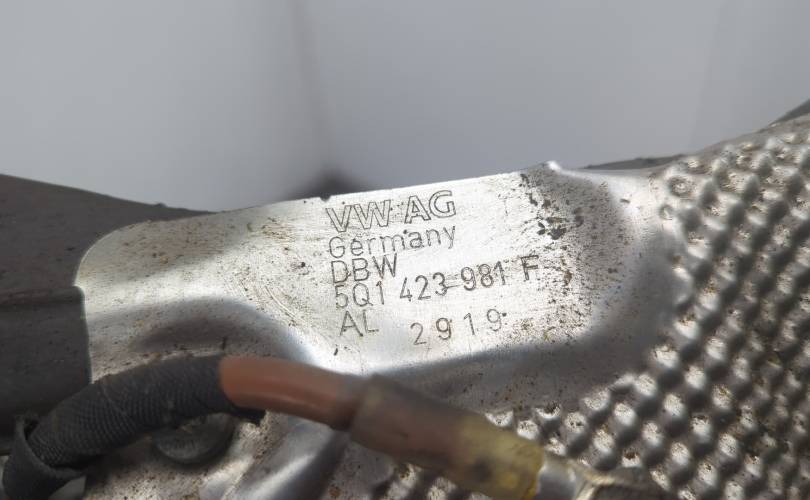 VW AG
Germany
DBW
5Q1 423 981 F
AL 2919